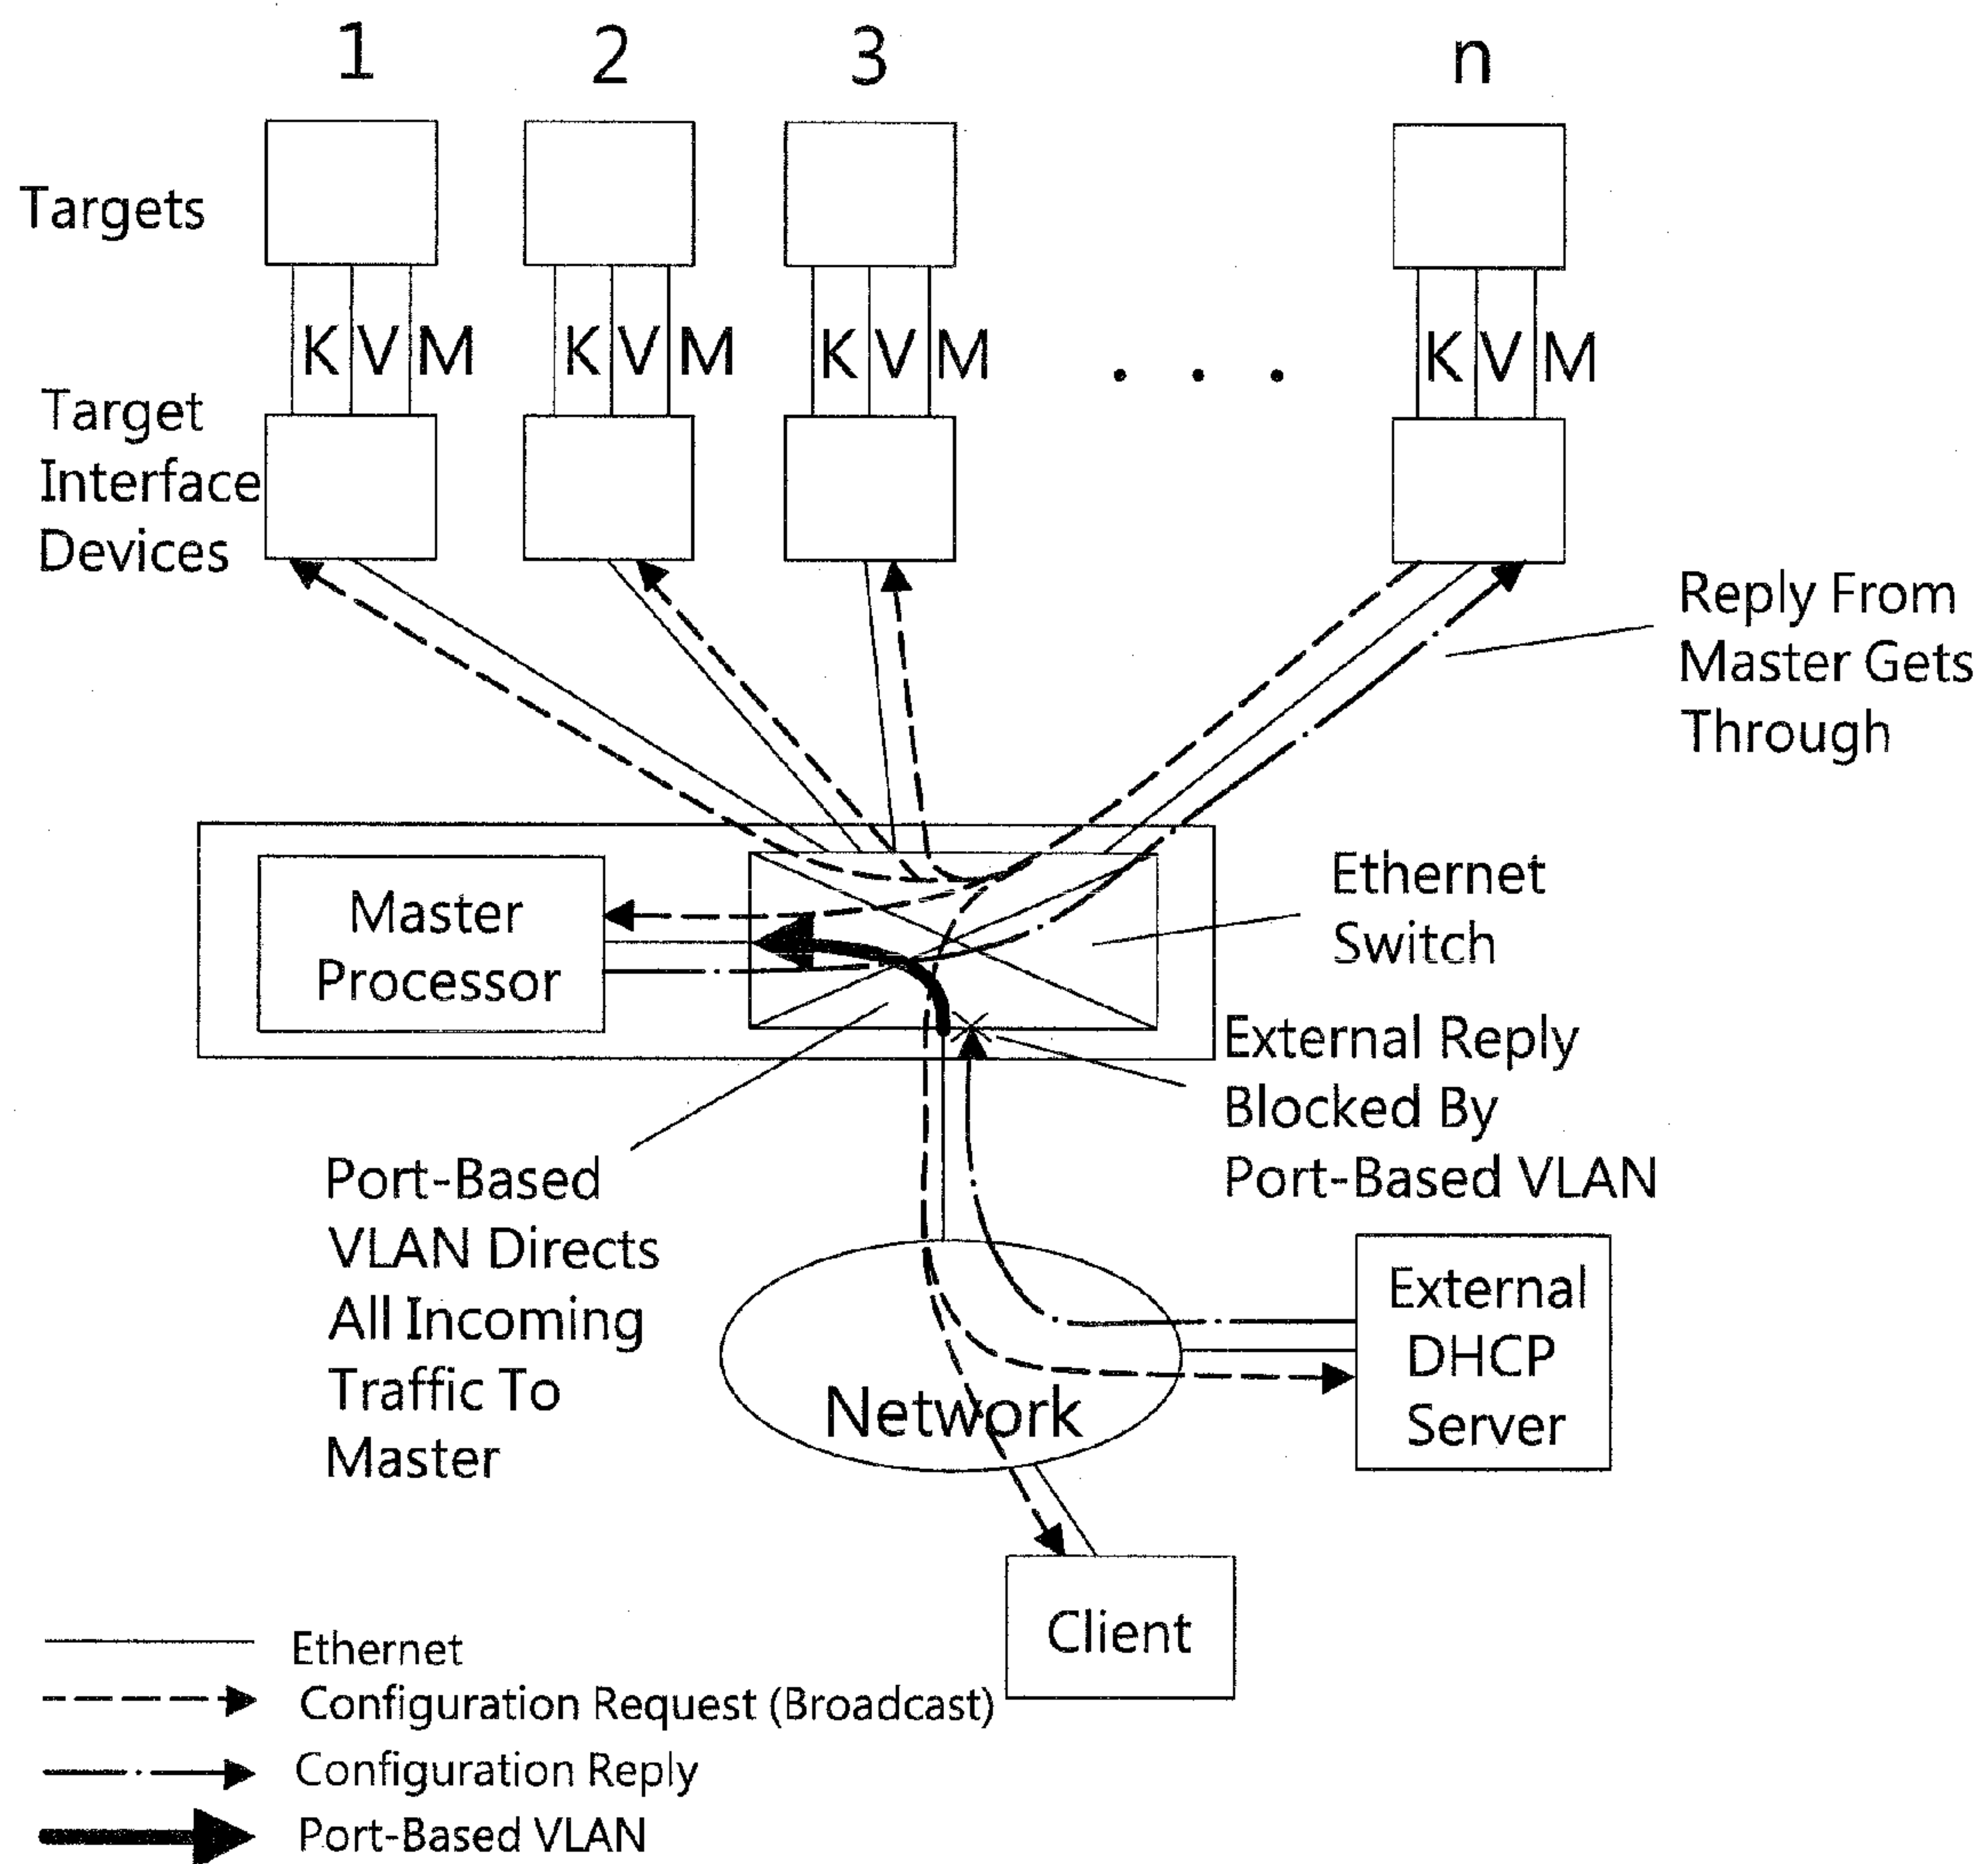 1 2 3 n
Targets
K V M K V M K V M . . . K V M
Target
Interface
Devices
Reply From
Master Gets
Through
Master
Processor
Ethernet
Switch
External Reply
Blocked By
Port-Based VLAN
Port-Based
VLAN Directs
All Incoming
Traffic To
Master
External
DHCP
Server
Network
Client
Ethernet
Configuration Request (Broadcast)
Configuration Reply
Port-Based VLAN